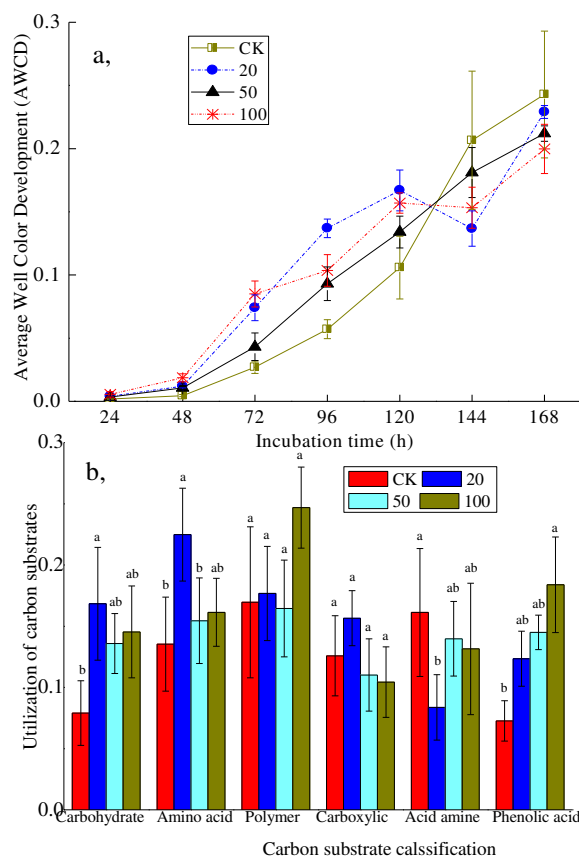 a,
CK
20
50
100
Average Well Color Development (AWCD)
0.3
0.2
0.1
0.0
24 48 72 96 120 144 168
Incubation time (h)
b,
CK 20
50 100
Utilization of carbon substrates
0.3
0.2
0.1
0.0
b a ab ab
b a b ab
a a a a
a a a a
a b ab ab
b ab ab a
Carbohydrate Amino acid Polymer Carboxylic Acid amine Phenolic acid
Carbon substrate calssification